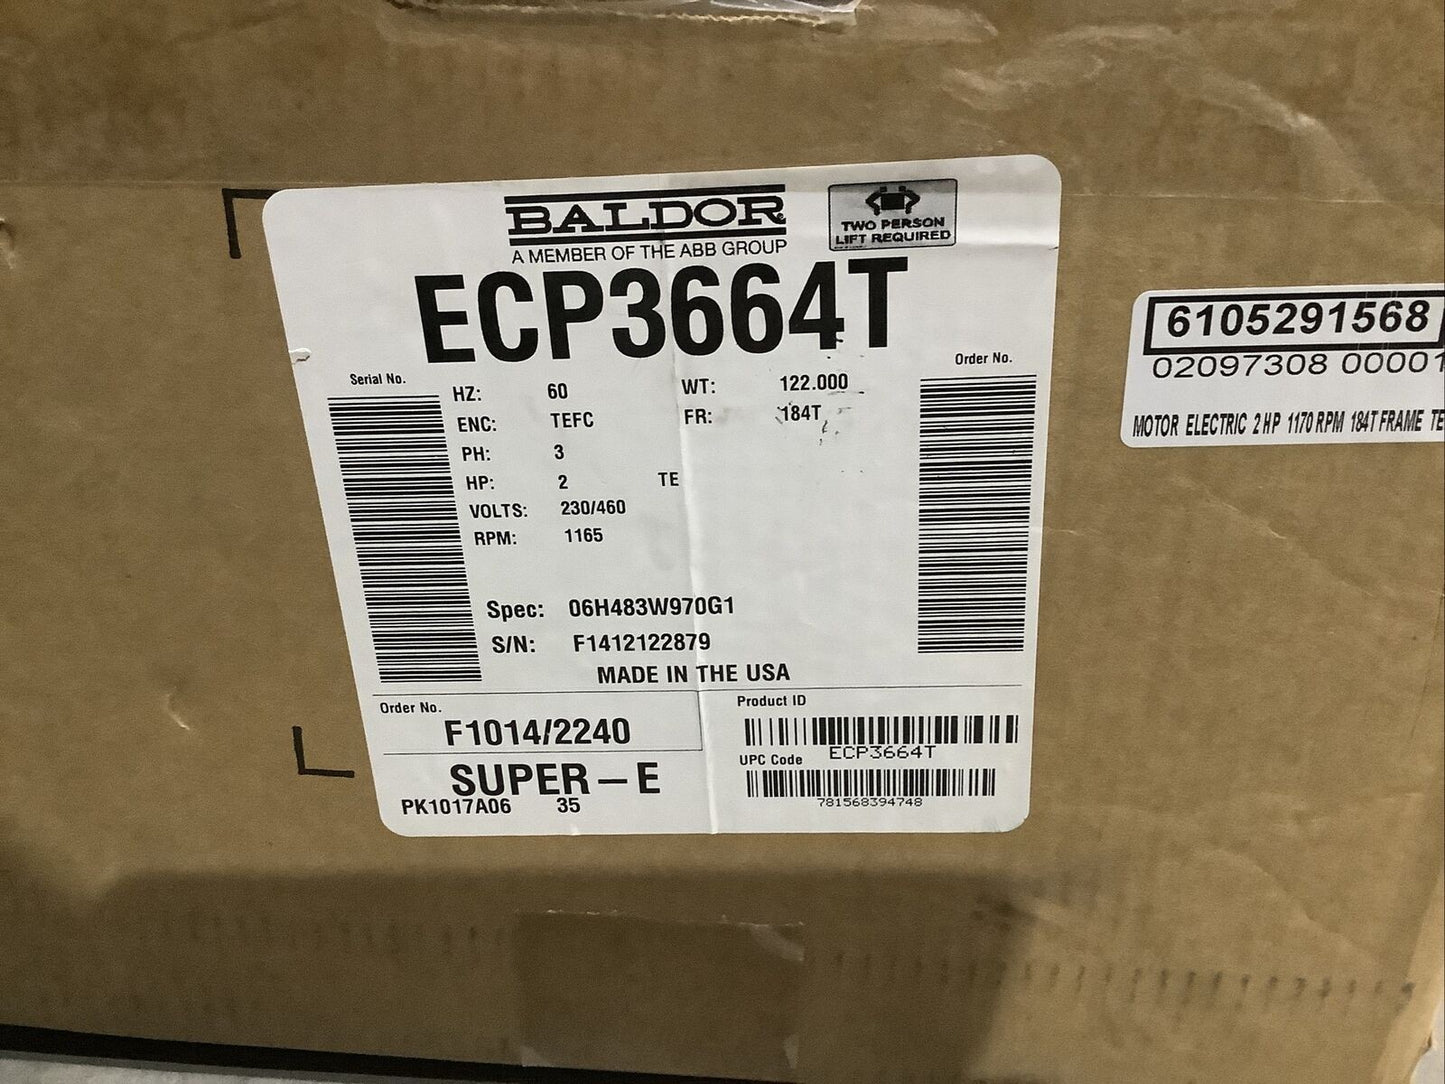 BALDOR
A MEMBER OF THE ABB GROUP
TWO PERSON
LIFT REQUIRED
ECP3664T
Serial No.
Order No.
HZ: 60 WT: 122.000
ENC: TEFC FR: 184T
PH: 3
HP: 2 TE
VOLTS: 230/460
RPM: 1165
Spec: 06H483W970G1
S/N: F1412122879
MADE IN THE USA
Order No.
F1014/2240
SUPER-E
PK1017A06 35
Product ID
ECP3664T
UPC Code
781568394748
6105291568
02097308 00001
MOTOR ELECTRIC 2 HP 1170 RPM 184T FRAME TE